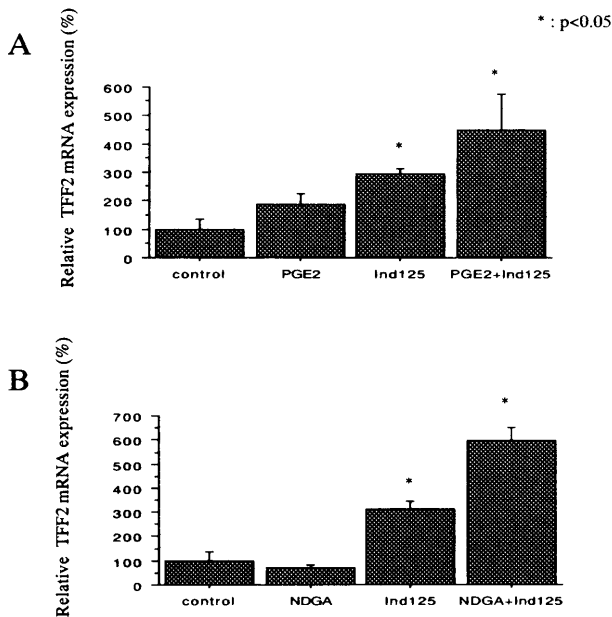 * : p<0.05
A
Relative TFF2 mRNA expression (%)
600
500
400
300
200
100
0
*
*
control PGE2 Ind125 PGE2+Ind125
B
Relative TFF2 mRNA expression (%)
700
600
500
400
300
200
100
0
*
*
control NDGA Ind125 NDGA+Ind125